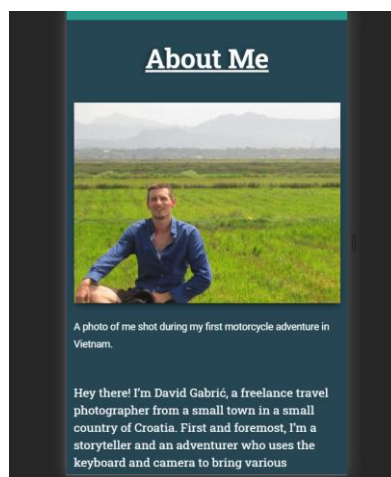 About Me
A photo of me shot during my first motorcycle adventure in
Vietnam.
Hey there! I'm David Gabrić, a freelance travel
photographer from a small town in a small
country of Croatia. First and foremost, I'm a
storyteller and an adventurer who uses the
keyboard and camera to bring various